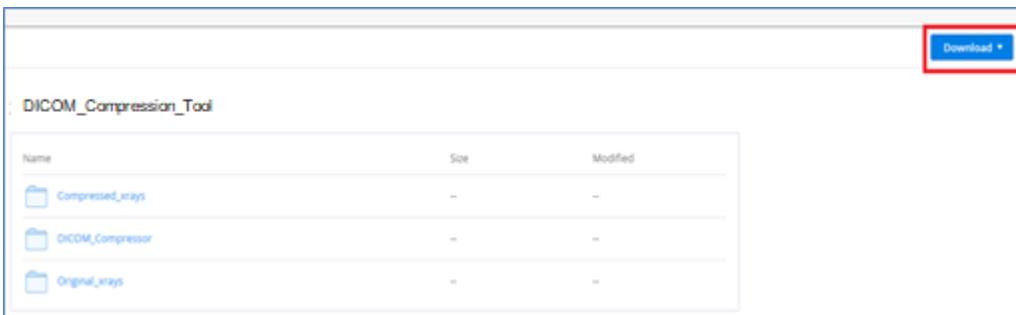 Download
DICOM_Compression_Tool
Name Size Modified
Compressed_xrays -- --
DICOM_Compressor -- --
Original_xrays -- --